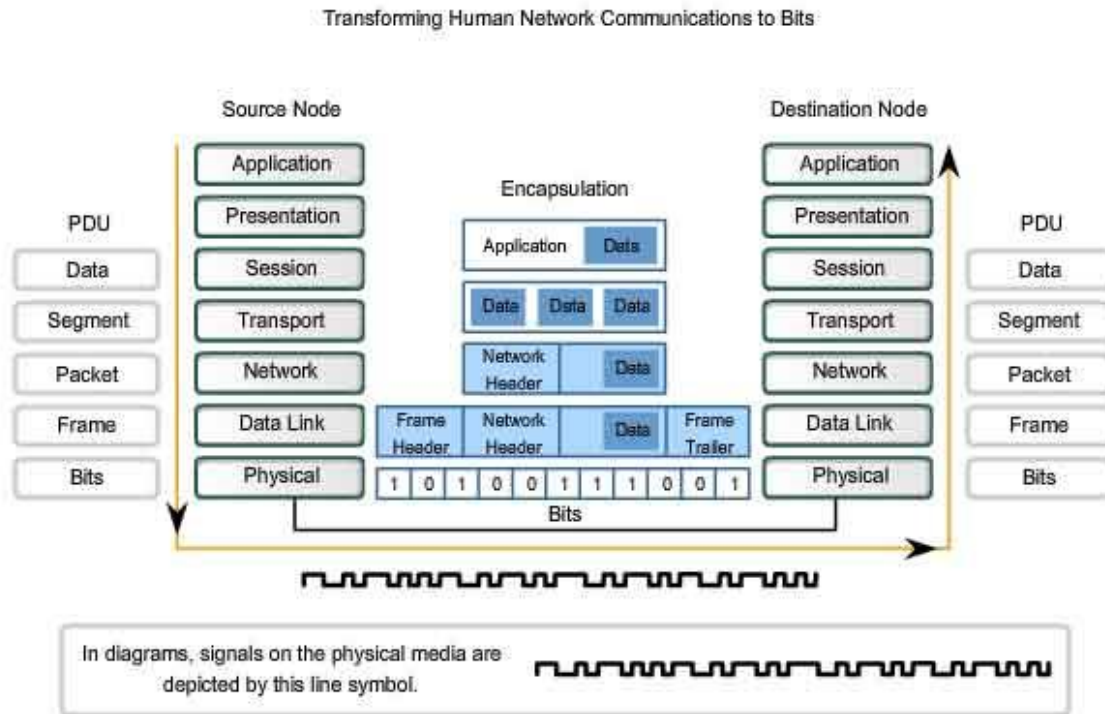 Transforming Human Network Communications to Bits
Source Node
Destination Node
PDU
Data
Segment
Packet
Frame
Bits
Application
Presentation
Session
Transport
Network
Data Link
Physical
Encapsulation
Application Data
Data Data Data
Network
Header
Data
Frame
Header
Network
Header
Data
Frame
Trailer
1 0 1 0 0 1 1 1 0 0 1
Bits
Application
Presentation
Session
Transport
Network
Data Link
Physical
PDU
Data
Segment
Packet
Frame
Bits
In diagrams, signals on the physical media are
depicted by this line symbol.